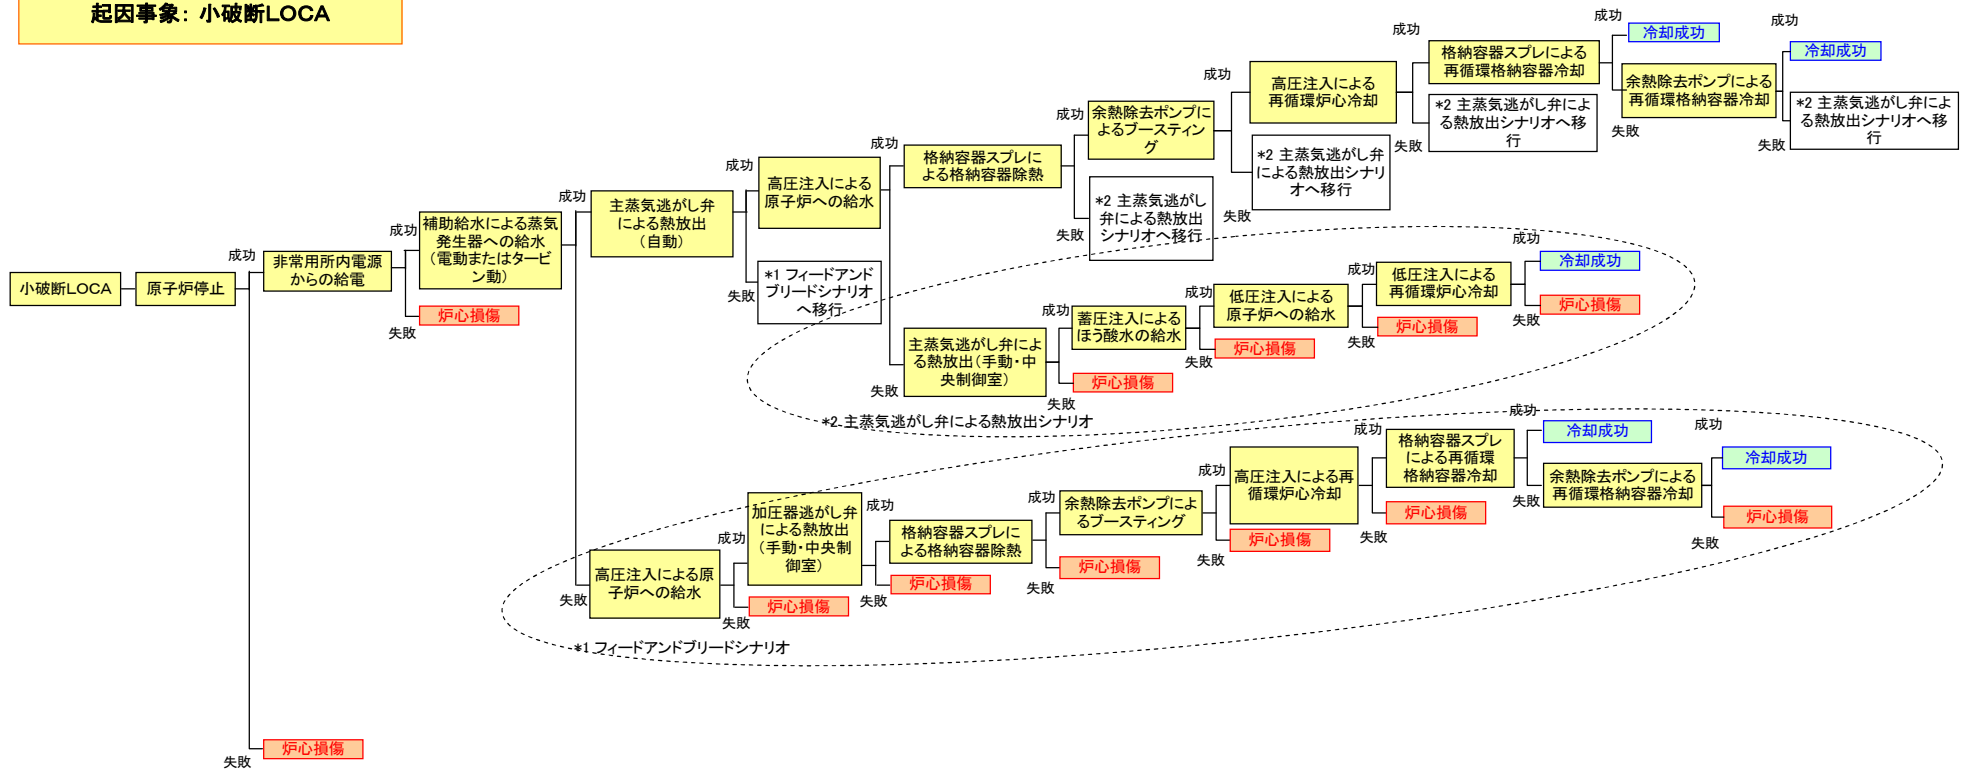 起因事象: 小破断LOCA
小破断LOCA
原子炉停止
成功
非常用所内電源
からの給電
失敗
炉心損傷
成功
補助給水による蒸気
発生器への給水
(電動またはタービ
ン動)
失敗
炉心損傷
成功
主蒸気逃がし弁
による熱放出
(自動)
成功
高圧注入による
原子炉への給水
失敗
*1 フィードアンド
ブリードシナリオ
へ移行
成功
格納容器スプレに
よる格納容器除熱
成功
余熱除去ポンプに
よるブースティン
グ
失敗
*2 主蒸気逃がし
弁による熱放出
シナリオへ移行
成功
高圧注入による
再循環炉心冷却
失敗
*2 主蒸気逃がし弁
による熱放出シナリ
オへ移行
成功
格納容器スプレによる
再循環格納容器冷却
失敗
*2 主蒸気逃がし弁によ
る熱放出シナリオへ移
行
成功
冷却成功
失敗
余熱除去ポンプによる
再循環格納容器冷却
成功
冷却成功
失敗
*2 主蒸気逃がし弁によ
る熱放出シナリオへ移
行
失敗
主蒸気逃がし弁によ
る熱放出(手動・中
央制御室)
成功
蓄圧注入による
ほう酸水の給水
失敗
炉心損傷
成功
低圧注入による
原子炉への給水
失敗
炉心損傷
成功
低圧注入による
再循環炉心冷却
失敗
炉心損傷
成功
冷却成功
失敗
炉心損傷
*2 主蒸気逃がし弁による熱放出シナリオ
失敗
高圧注入による原
子炉への給水
成功
加圧器逃がし弁
による熱放出
(手動・中央制
御室)
失敗
炉心損傷
成功
格納容器スプレに
よる格納容器除熱
失敗
炉心損傷
成功
余熱除去ポンプによ
るブースティング
失敗
炉心損傷
成功
高圧注入による再
循環炉心冷却
失敗
炉心損傷
成功
格納容器スプレ
による再循環
格納容器冷却
失敗
炉心損傷
成功
冷却成功
失敗
余熱除去ポンプによる
再循環格納容器冷却
成功
冷却成功
失敗
炉心損傷
*1 フィードアンドブリードシナリオ
失敗
炉心損傷